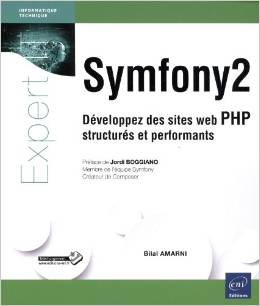 INFORMATIQUE
TECHNIQUE
Expert
Symfony2
Développez des sites web PHP
structurés et performants
Préface de Jordi BOGGIANO
Membre de l'équipe Symfony
Créateur de Composer
Bilal AMARNI
eni
Editions